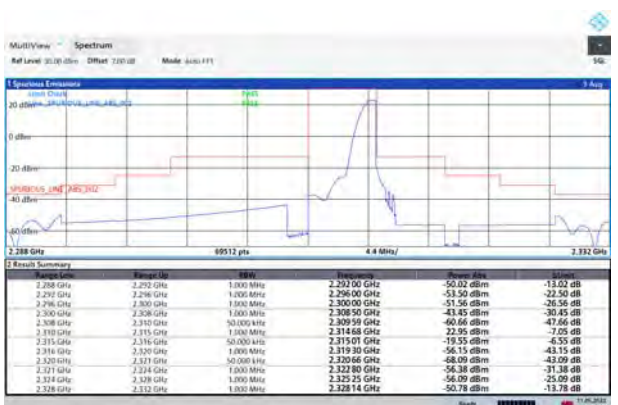 MultiView Spectrum
Ref Level 30.00 dBm Offset 7.00 dB Mode Auto FFT
SGL
1 Spurious Emissions
Limit Check PASS
PASS
20 dBm
0 dBm
-20 dBm
SPURIOUS_LINE_ABS_002
-40 dBm
-60 dBm
2.288 GHz 69512 pts 4.4 MHz/ 2.332 GHz
2 Result Summary
Range Low Range Up RBW Frequency Power Abs ΔLimit
2.288 GHz 2.292 GHz 1.000 MHz 2.29200 GHz -50.02 dBm -13.02 dB
2.292 GHz 2.296 GHz 1.000 MHz 2.29600 GHz -53.50 dBm -22.50 dB
2.296 GHz 2.300 GHz 1.000 MHz 2.30000 GHz -51.56 dBm -26.56 dB
2.300 GHz 2.308 GHz 1.000 MHz 2.30850 GHz -43.45 dBm -30.45 dB
2.308 GHz 2.310 GHz 50.000 kHz 2.30959 GHz -60.66 dBm -47.66 dB
2.310 GHz 2.315 GHz 1.000 MHz 2.31468 GHz 22.95 dBm -7.05 dB
2.315 GHz 2.316 GHz 50.000 kHz 2.31501 GHz -19.55 dBm -6.55 dB
2.316 GHz 2.320 GHz 1.000 MHz 2.31930 GHz -56.15 dBm -43.15 dB
2.320 GHz 2.321 GHz 50.000 kHz 2.32066 GHz -68.09 dBm -43.09 dB
2.321 GHz 2.324 GHz 1.000 MHz 2.32280 GHz -56.38 dBm -31.38 dB
2.324 GHz 2.328 GHz 1.000 MHz 2.32525 GHz -56.09 dBm -25.09 dB
2.328 GHz 2.332 GHz 1.000 MHz 2.32814 GHz -50.78 dBm -13.78 dB